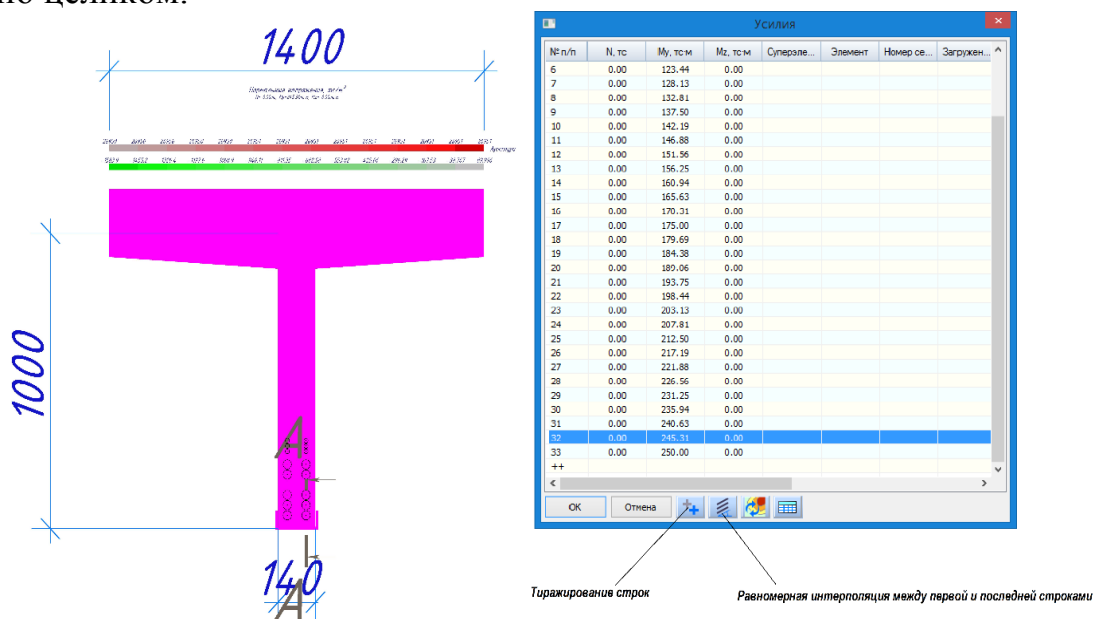 но целиком.
1400
Нормальные напряжения, тс/м²
1000
140
A
A
Усилия
№ п/п N, тс My, тс·м Mz, тс·м Суперэле... Элемент Номер се... Загружен...
6 0.00 123.44 0.00
7 0.00 128.13 0.00
8 0.00 132.81 0.00
9 0.00 137.50 0.00
10 0.00 142.19 0.00
11 0.00 146.88 0.00
12 0.00 151.56 0.00
13 0.00 156.25 0.00
14 0.00 160.94 0.00
15 0.00 165.63 0.00
16 0.00 170.31 0.00
17 0.00 175.00 0.00
18 0.00 179.69 0.00
19 0.00 184.38 0.00
20 0.00 189.06 0.00
21 0.00 193.75 0.00
22 0.00 198.44 0.00
23 0.00 203.13 0.00
24 0.00 207.81 0.00
25 0.00 212.50 0.00
26 0.00 217.19 0.00
27 0.00 221.88 0.00
28 0.00 226.56 0.00
29 0.00 231.25 0.00
30 0.00 235.94 0.00
31 0.00 240.63 0.00
32 0.00 245.31 0.00
33 0.00 250.00 0.00
++
ОК Отмена
Тиражирование строк
Равномерная интерполяция между первой и последней строками